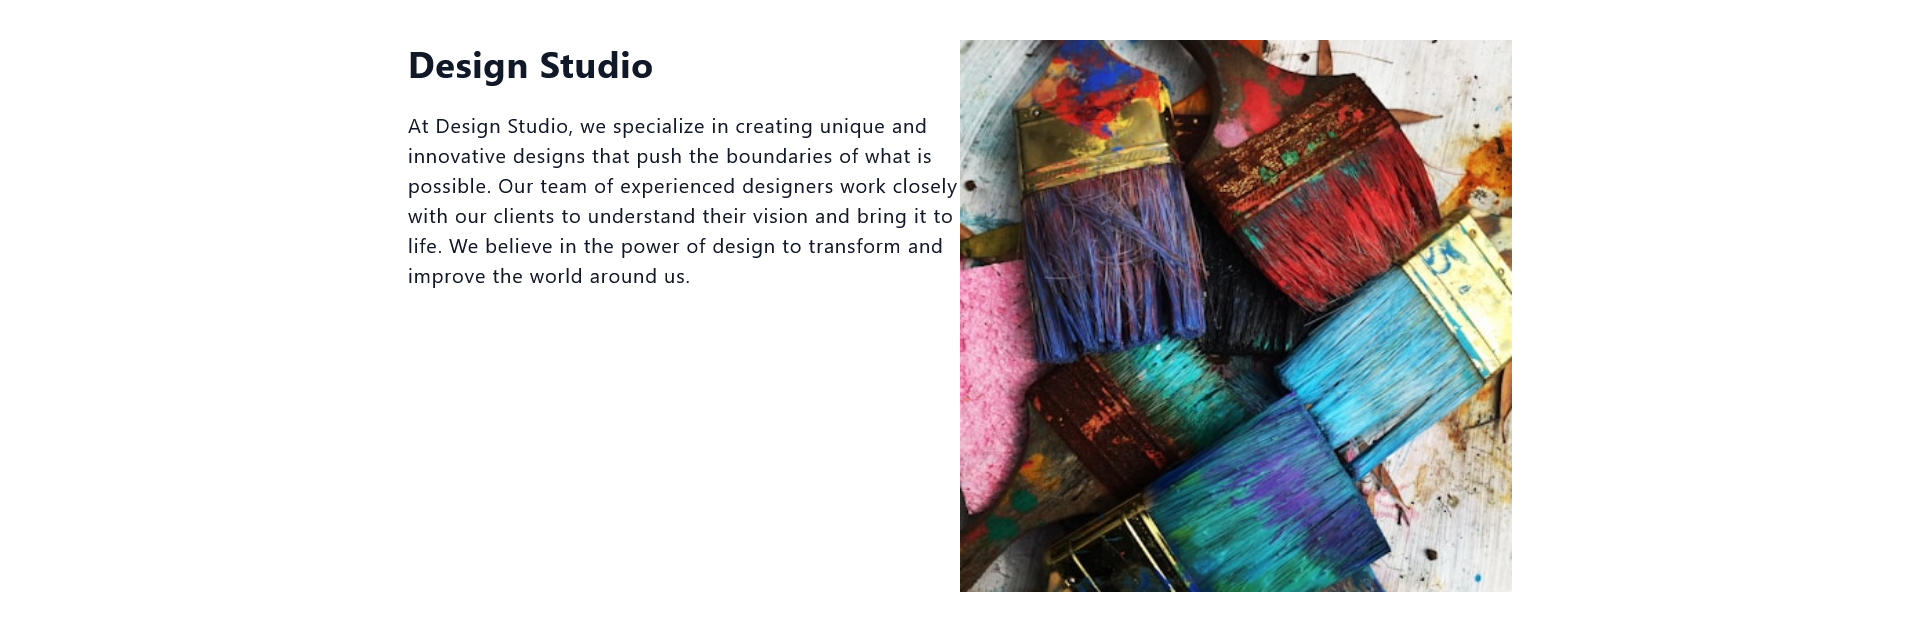 Design Studio
At Design Studio, we specialize in creating unique and
innovative designs that push the boundaries of what is
possible. Our team of experienced designers work closely
with our clients to understand their vision and bring it to
life. We believe in the power of design to transform and
improve the world around us.